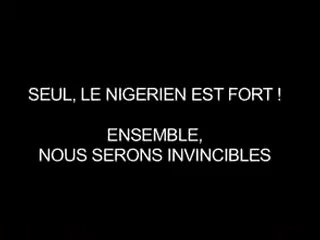 SEUL, LE NIGERIEN EST FORT !
ENSEMBLE,
NOUS SERONS INVINCIBLES